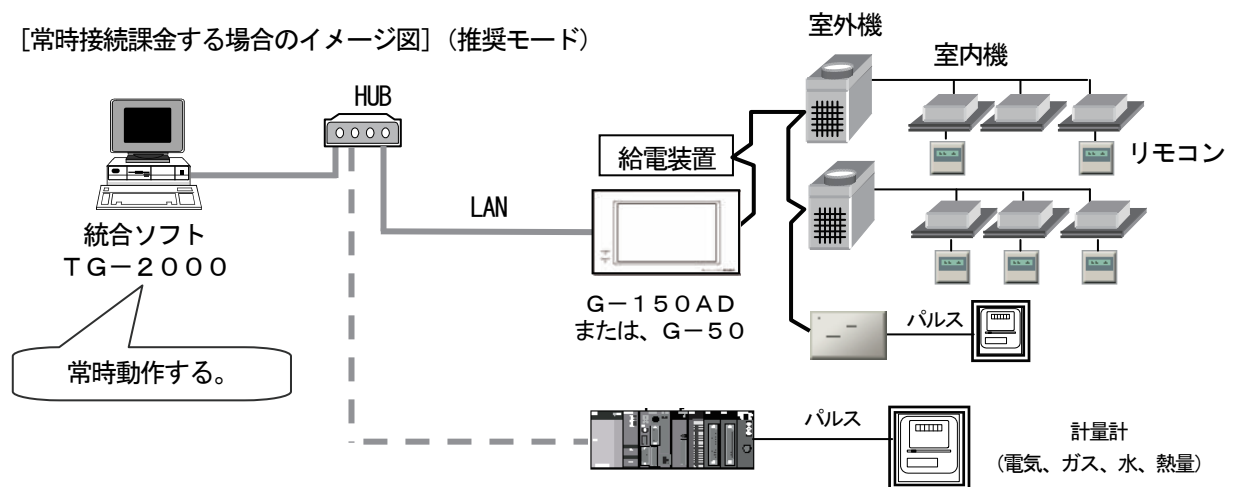 [常時接続課金する場合のイメージ図]（推奨モード）
室外機
室内機
HUB
給電装置
リモコン
LAN
統合ソフト
ＴＧ－２０００
Ｇ－１５０ＡＤ
または、Ｇ－５０
パルス
常時動作する。
パルス
計量計
（電気、ガス、水、熱量）